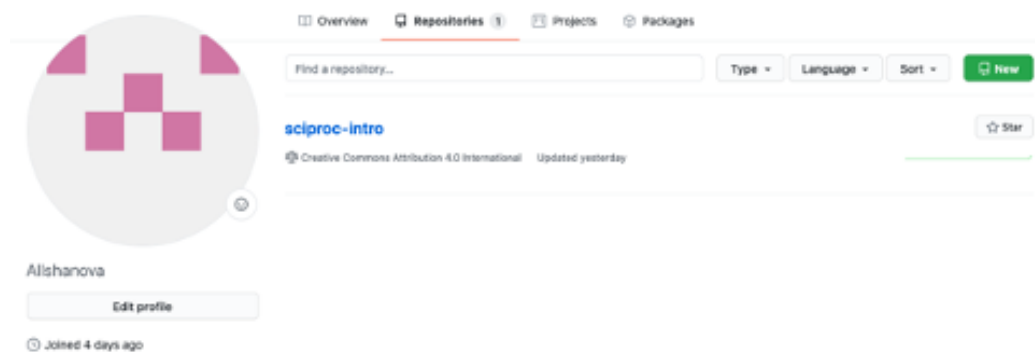 Overview Repositories 1 Projects Packages
Find a repository... Type Language Sort New
sciproc-intro Star
Creative Commons Attribution 4.0 International Updated yesterday
Alishanova
Edit profile
Joined 4 days ago